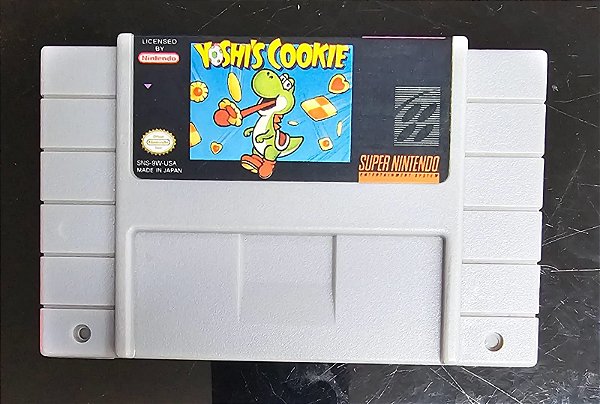 LICENSED
BY
Nintendo
YOSHI'S COOKIE
SNS-9W-USA
MADE IN JAPAN
SUPER NINTENDO
ENTERTAINMENT SYSTEM